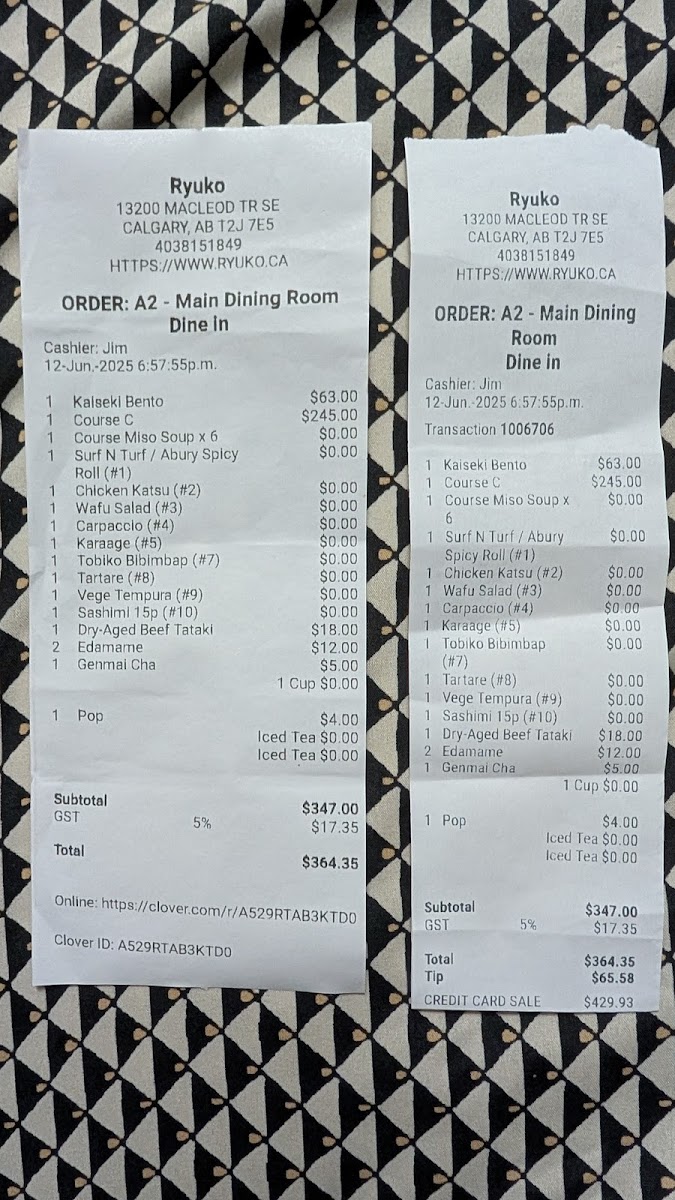 Ryuko
13200 MACLEOD TR SE
CALGARY, AB T2J 7E5
4038151849
HTTPS://WWW.RYUKO.CA
ORDER: A2 - Main Dining Room
Dine in
Cashier: Jim
12-Jun.-2025 6:57:55p.m.
1 Kaiseki Bento $63.00
1 Course C $245.00
1 Course Miso Soup x 6 $0.00
1 Surf N Turf / Abury Spicy $0.00
Roll (#1)
1 Chicken Katsu (#2) $0.00
1 Wafu Salad (#3) $0.00
1 Carpaccio (#4) $0.00
1 Karaage (#5) $0.00
1 Tobiko Bibimbap (#7) $0.00
1 Tartare (#8) $0.00
1 Vege Tempura (#9) $0.00
1 Sashimi 15p (#10) $0.00
1 Dry-Aged Beef Tataki $18.00
2 Edamame $12.00
1 Genmai Cha $5.00
1 Cup $0.00
1 Pop $4.00
Iced Tea $0.00
Iced Tea $0.00
Subtotal $347.00
GST 5% $17.35
Total $364.35
Online: https://clover.com/r/A529RTAB3KTD0
Clover ID: A529RTAB3KTD0
Ryuko
13200 MACLEOD TR SE
CALGARY, AB T2J 7E5
4038151849
HTTPS://WWW.RYUKO.CA
ORDER: A2 - Main Dining
Room
Dine in
Cashier: Jim
12-Jun.-2025 6:57:55p.m.
Transaction 1006706
1 Kaiseki Bento $63.00
1 Course C $245.00
1 Course Miso Soup x $0.00
6
1 Surf N Turf / Abury $0.00
Spicy Roll (#1)
1 Chicken Katsu (#2) $0.00
1 Wafu Salad (#3) $0.00
1 Carpaccio (#4) $0.00
1 Karaage (#5) $0.00
1 Tobiko Bibimbap $0.00
(#7)
1 Tartare (#8) $0.00
1 Vege Tempura (#9) $0.00
1 Sashimi 15p (#10) $0.00
1 Dry-Aged Beef Tataki $18.00
2 Edamame $12.00
1 Genmai Cha $5.00
1 Cup $0.00
1 Pop $4.00
Iced Tea $0.00
Iced Tea $0.00
Subtotal $347.00
GST 5% $17.35
Total $364.35
Tip $65.58
CREDIT CARD SALE $429.93